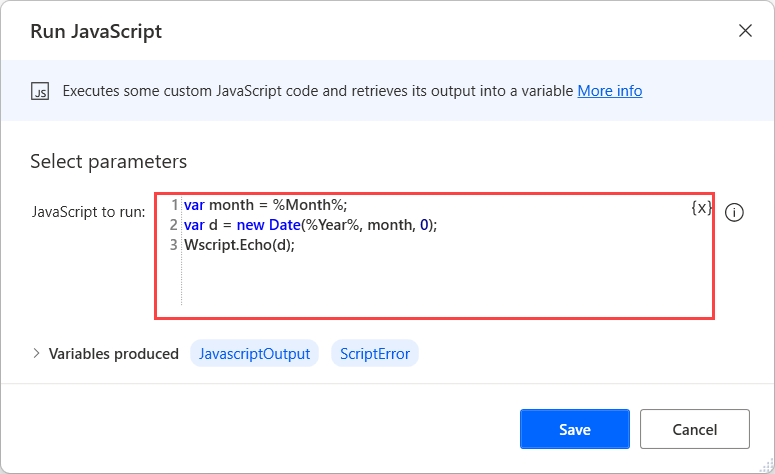 Run JavaScript
JS Executes some custom JavaScript code and retrieves its output into a variable More info
Select parameters
JavaScript to run:
1 var month = %Month%;
2 var d = new Date(%Year%, month, 0);
3 Wscript.Echo(d);
{x}
i
Variables produced JavascriptOutput ScriptError
Save Cancel